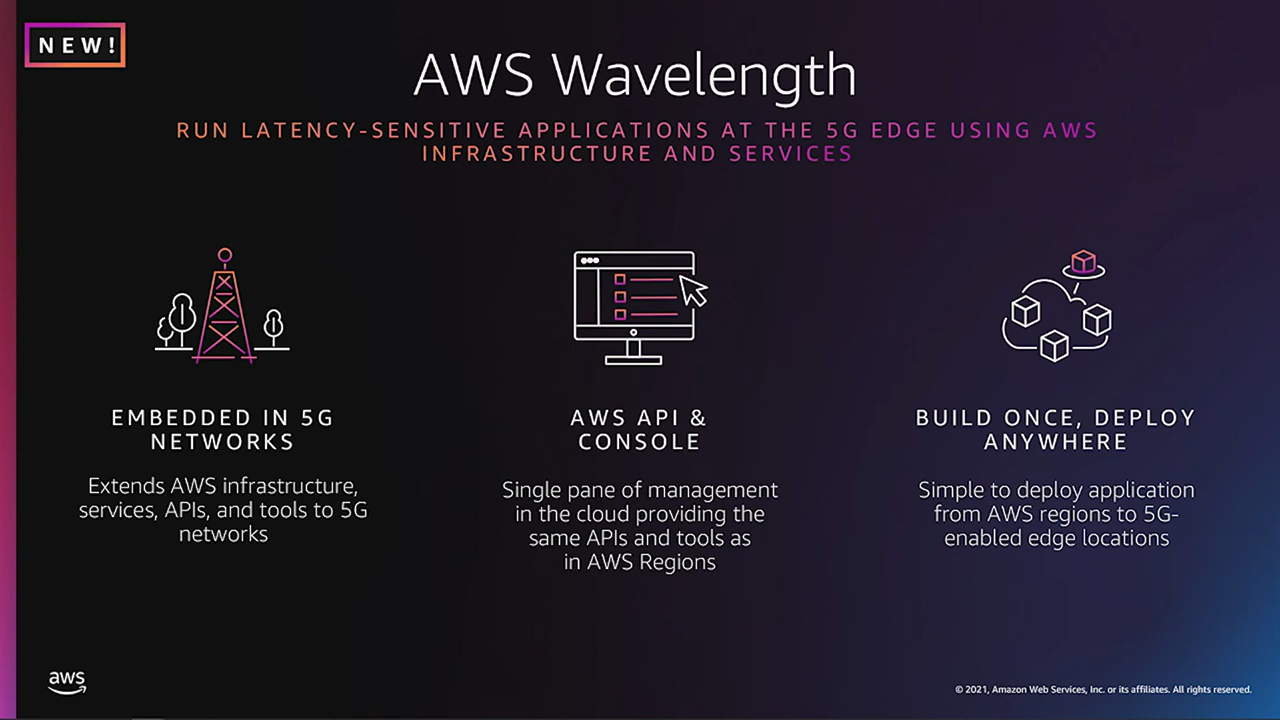 NEW!
AWS Wavelength
RUN LATENCY-SENSITIVE APPLICATIONS AT THE 5G EDGE USING AWS
INFRASTRUCTURE AND SERVICES
EMBEDDED IN 5G
NETWORKS
Extends AWS infrastructure,
services, APIs, and tools to 5G
networks
AWS API &
CONSOLE
Single pane of management
in the cloud providing the
same APIs and tools as
in AWS Regions
BUILD ONCE, DEPLOY
ANYWHERE
Simple to deploy application
from AWS regions to 5G-
enabled edge locations
aws
© 2021, Amazon Web Services, Inc. or its affiliates. All rights reserved.